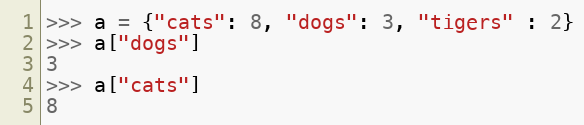 1 >>> a = {"cats": 8, "dogs": 3, "tigers" : 2}
2 >>> a["dogs"]
3 3
4 >>> a["cats"]
5 8